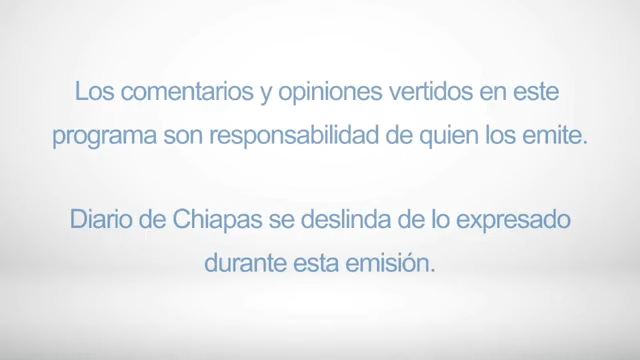 Los comentarios y opiniones vertidos en este
programa son responsabilidad de quien los emite.
Diario de Chiapas se deslinda de lo expresado
durante esta emisión.